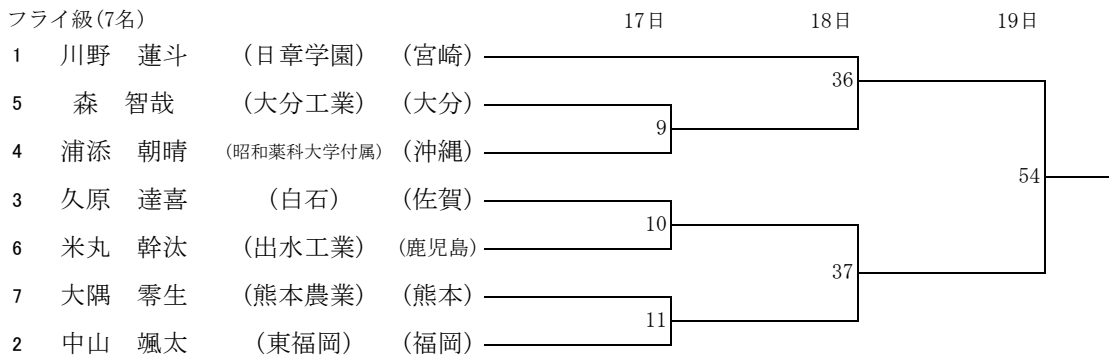 フライ級(7名) 17日 18日 19日
1 川野 蓮斗 (日章学園) (宮崎)
36
5 森 智哉 (大分工業) (大分)
9
4 浦添 朝晴 (昭和薬科大学付属) (沖縄)
54
3 久原 達喜 (白石) (佐賀)
10
6 米丸 幹汰 (出水工業) (鹿児島)
37
7 大隅 零生 (熊本農業) (熊本)
11
2 中山 颯太 (東福岡) (福岡)